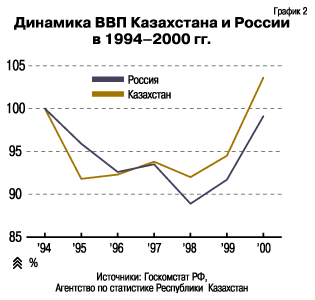 График 2
Динамика ВВП Казахстана и России
в 1994–2000 гг.
105
100
95
90
85
Россия
Казахстан
'94 '95 '96 '97 '98 '99 '00
%
Источники: Госкомстат РФ,
Агентство по статистике Республики Казахстан